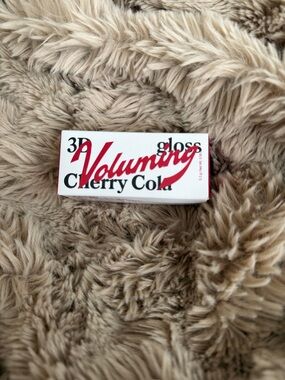 3D gloss
Voluming
Cherry Cola